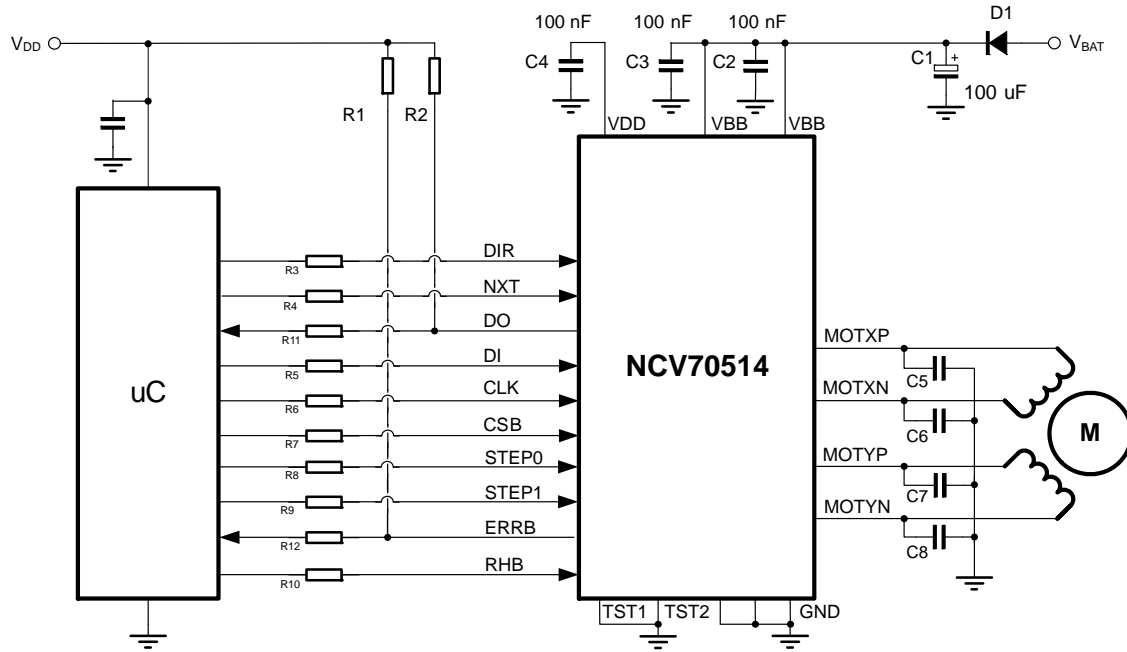 100 nF
100 nF
100 nF
D1
VDD
C4
C3
C2
C1
+
VBAT
100 uF
R1
R2
VDD
VBB
VBB
DIR
R3
NXT
R4
DO
R11
DI
R5
CLK
R6
CSB
R7
STEP0
R8
STEP1
R9
ERRB
R12
RHB
R10
uC
NCV70514
MOTXP
C5
MOTXN
C6
MOTYP
C7
MOTYN
C8
M
TST1
TST2
GND